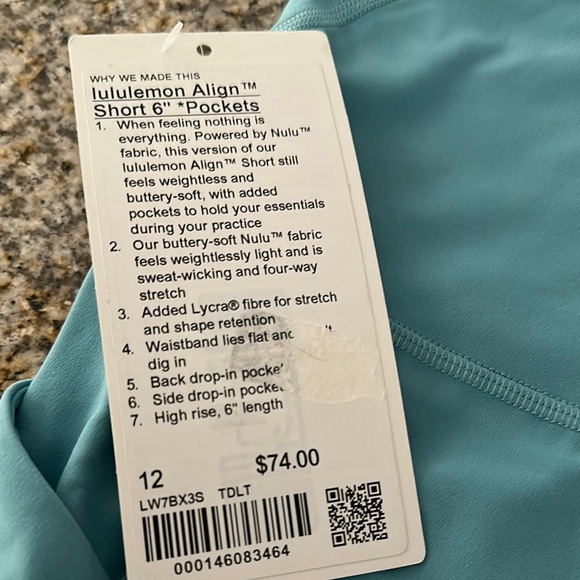 WHY WE MADE THIS
lululemon Align™
Short 6" *Pockets
1. When feeling nothing is
everything. Powered by Nulu™
fabric, this version of our
lululemon Align™ Short still
feels weightless and
buttery-soft, with added
pockets to hold your essentials
during your practice
2. Our buttery-soft Nulu™ fabric
feels weightlessly light and is
sweat-wicking and four-way
stretch
3. Added Lycra® fibre for stretch
and shape retention
4. Waistband lies flat and
dig in
5. Back drop-in
6. Side drop-in
7. High rise, 6" length
12 $74.00
LW7BX3S TDLT
000146083464